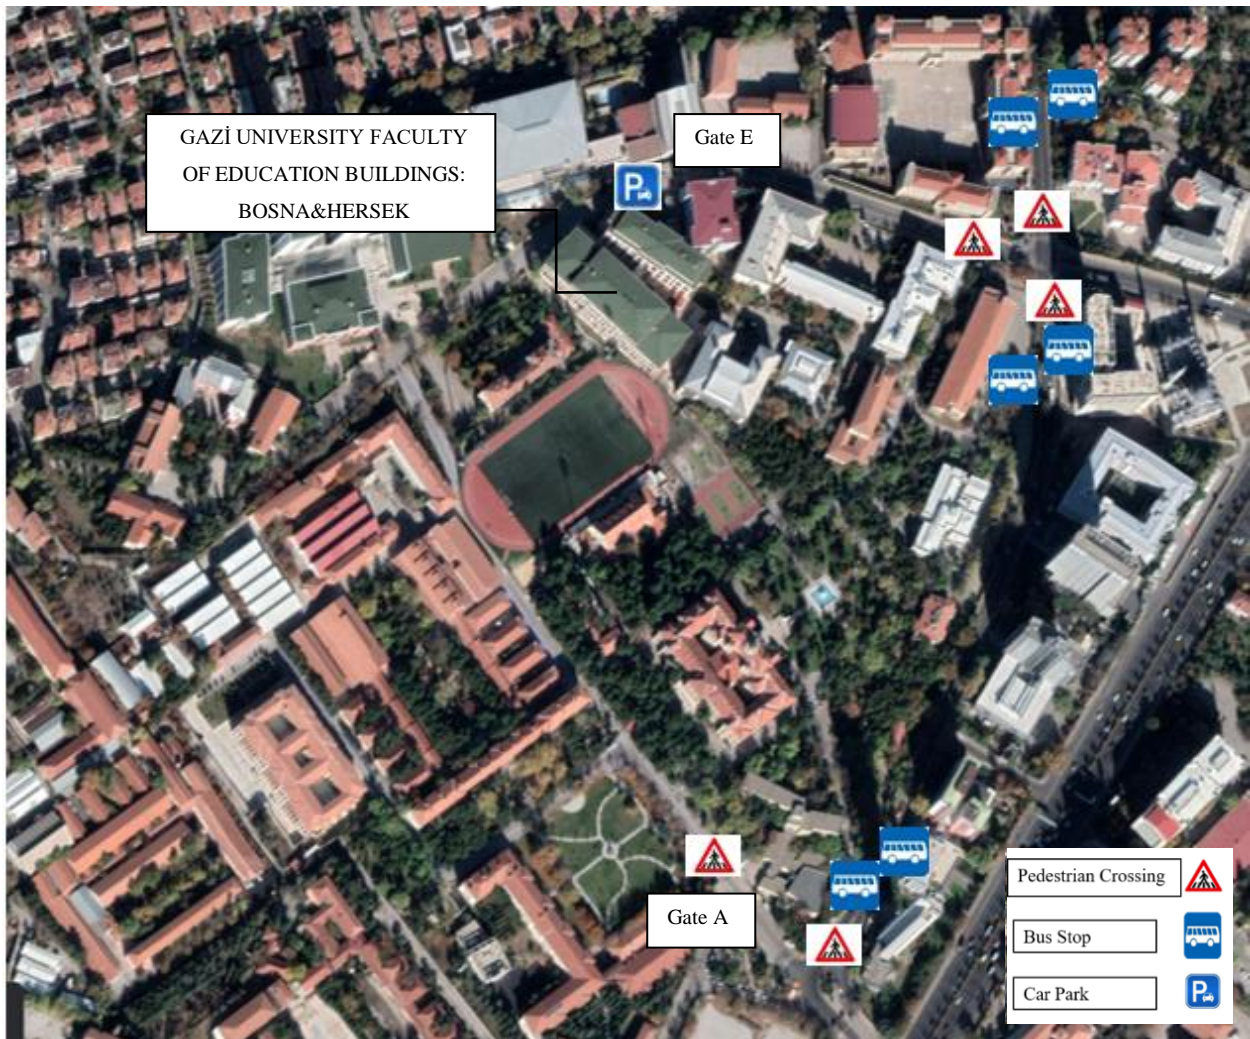 GAZİ UNIVERSITY FACULTY
OF EDUCATION BUILDINGS:
BOSNA&HERSEK
Gate E
P
Gate A
Pedestrian Crossing
Bus Stop
Car Park
P